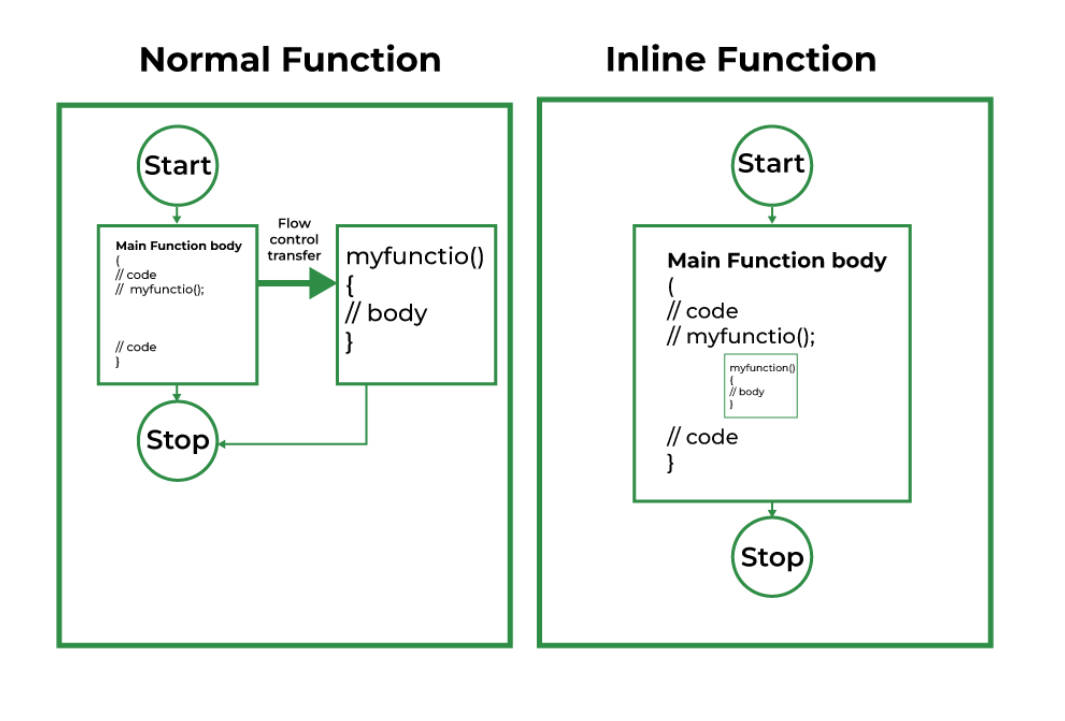 Normal Function
Start
Main Function body
(
// code
// myfunctio();
// code
}
Flow
control
transfer
myfunctio()
{
// body
}
Stop
Inline Function
Start
Main Function body
(
// code
// myfunctio();
myfunction()
{
// body
}
// code
}
Stop